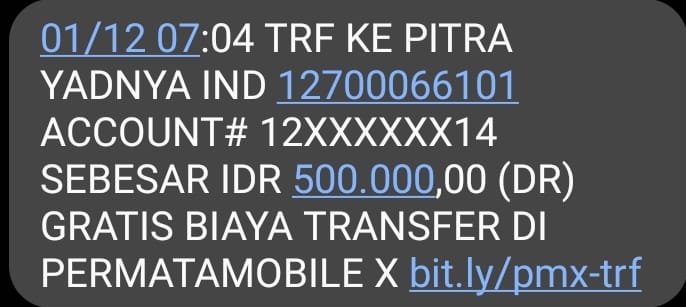 01/12 07:04 TRF KE PITRA
YADNYA IND 12700066101
ACCOUNT# 12XXXXXX14
SEBESAR IDR 500.000,00 (DR)
GRATIS BIAYA TRANSFER DI
PERMATAMOBILE X bit.ly/pmx-trf